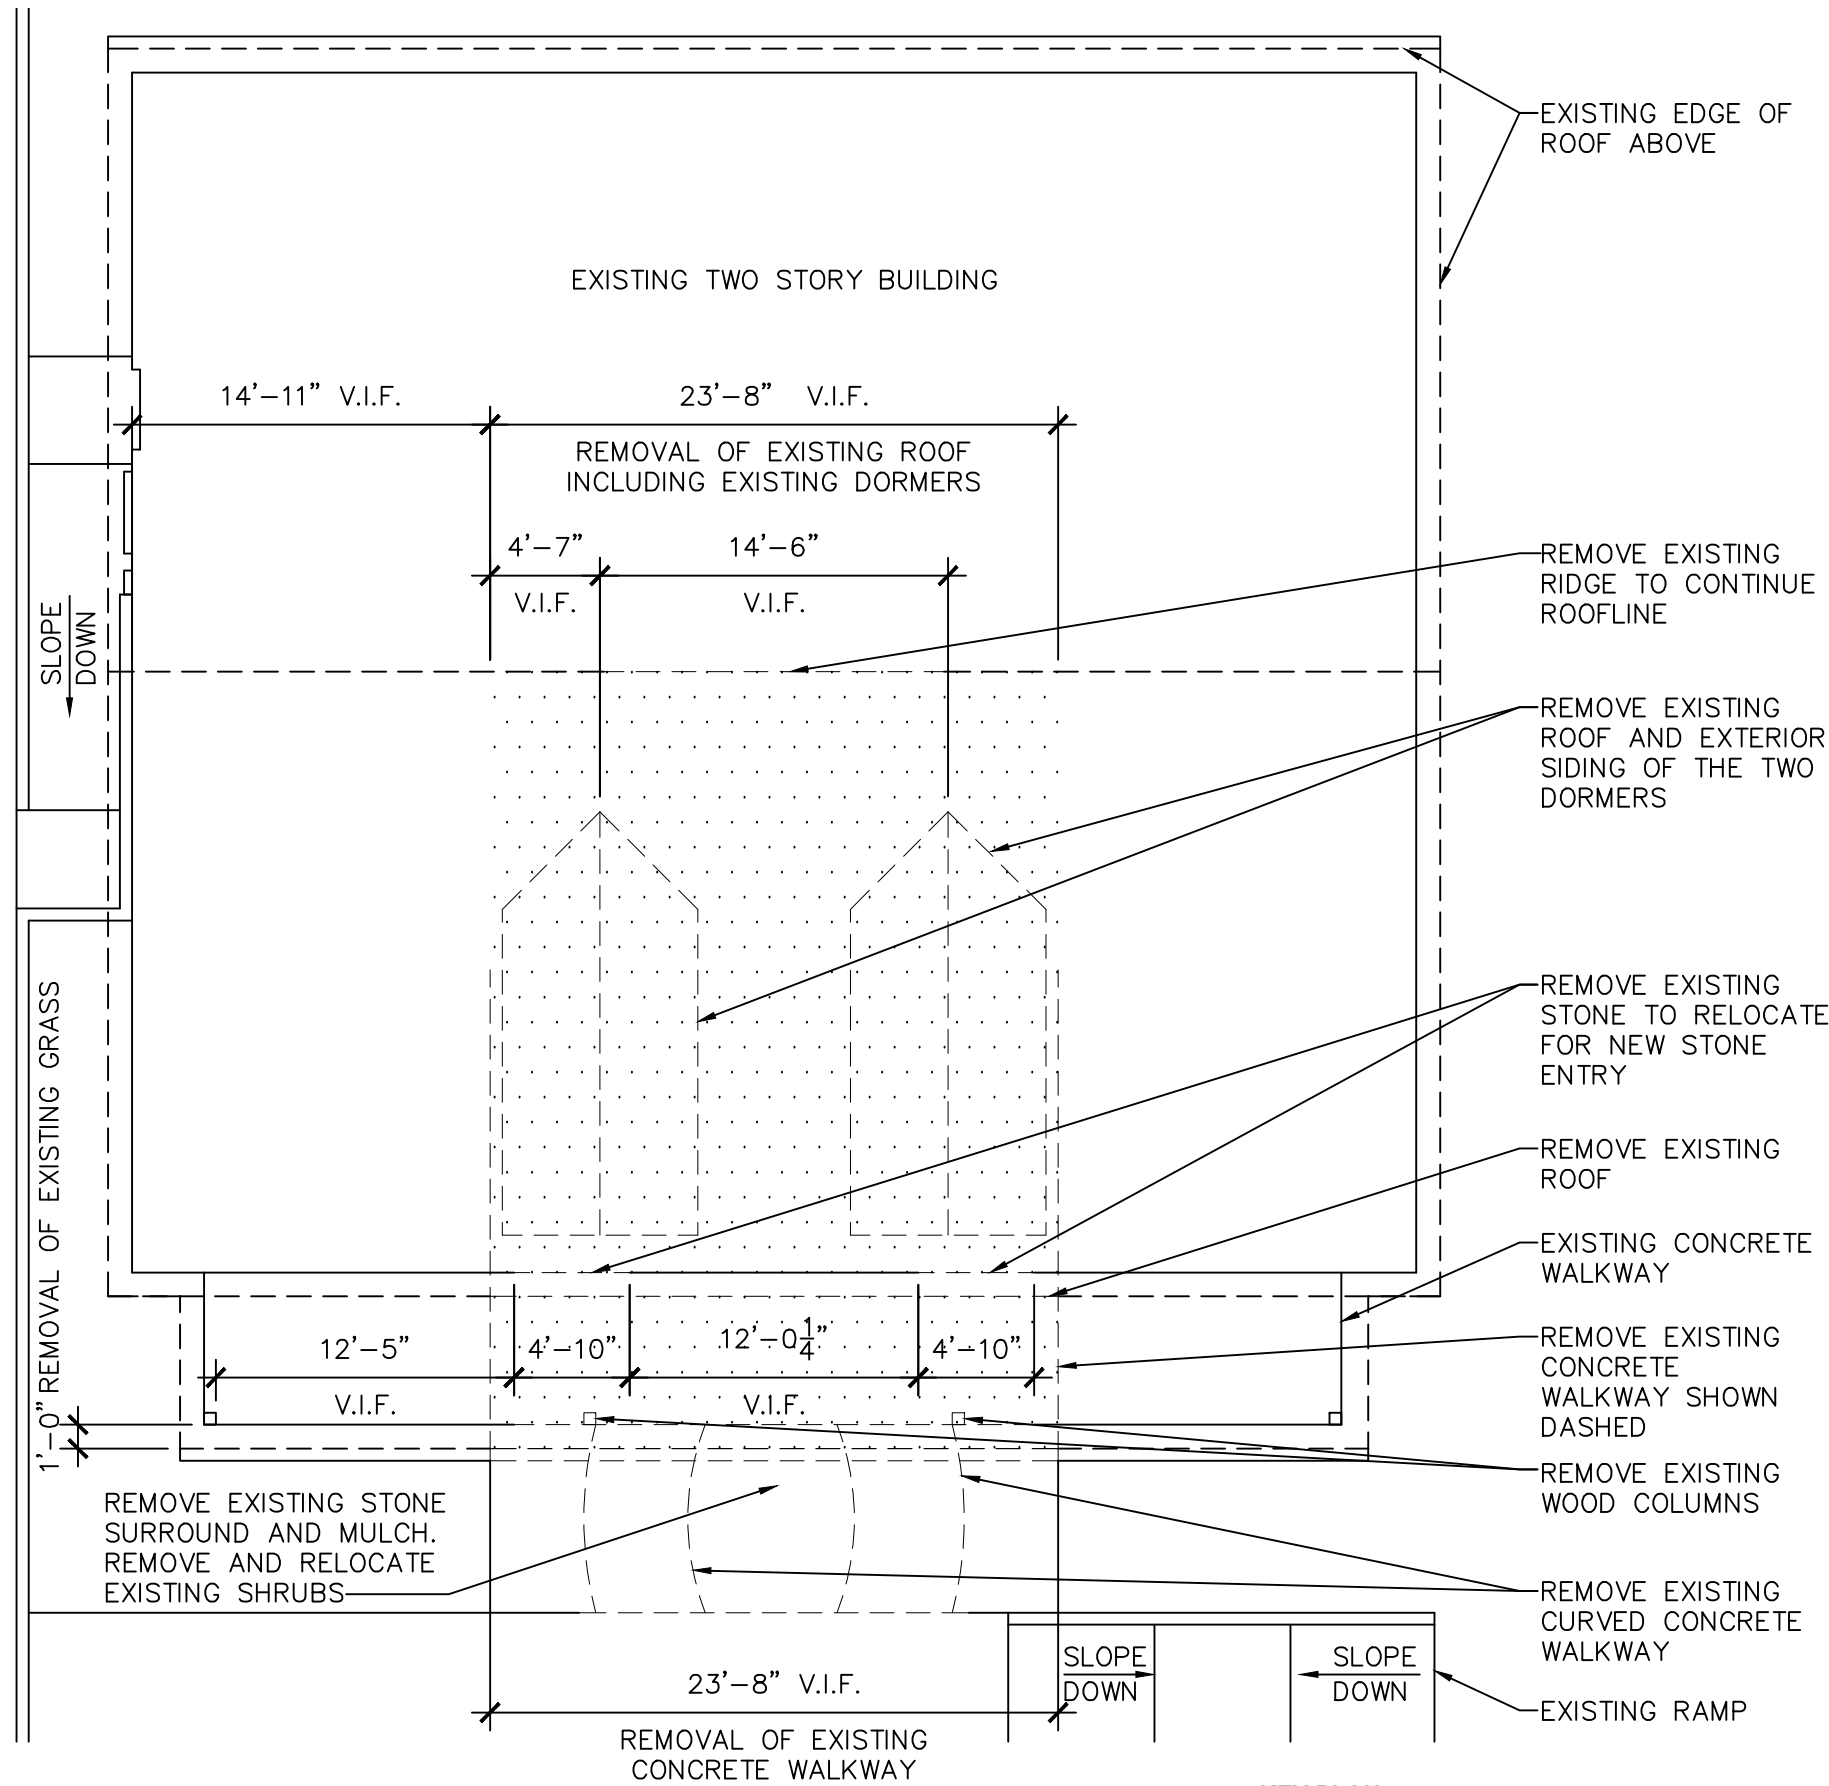 EXISTING EDGE OF
ROOF ABOVE
EXISTING TWO STORY BUILDING
14'-11" V.I.F.
23'-8" V.I.F.
REMOVAL OF EXISTING ROOF
INCLUDING EXISTING DORMERS
4'-7"
V.I.F.
14'-6"
V.I.F.
REMOVE EXISTING
RIDGE TO CONTINUE
ROOFLINE
SLOPE
DOWN
REMOVE EXISTING
ROOF AND EXTERIOR
SIDING OF THE TWO
DORMERS
REMOVE EXISTING
STONE TO RELOCATE
FOR NEW STONE
ENTRY
REMOVE EXISTING
ROOF
EXISTING CONCRETE
WALKWAY
REMOVE EXISTING
CONCRETE
WALKWAY SHOWN
DASHED
REMOVE EXISTING
WOOD COLUMNS
REMOVE EXISTING
CURVED CONCRETE
WALKWAY
EXISTING RAMP
1'-0" REMOVAL OF EXISTING GRASS
12'-5"
V.I.F.
4'-10"
12'-0 1/4"
V.I.F.
4'-10"
REMOVE EXISTING STONE
SURROUND AND MULCH.
REMOVE AND RELOCATE
EXISTING SHRUBS
SLOPE
DOWN
SLOPE
DOWN
23'-8" V.I.F.
REMOVAL OF EXISTING
CONCRETE WALKWAY